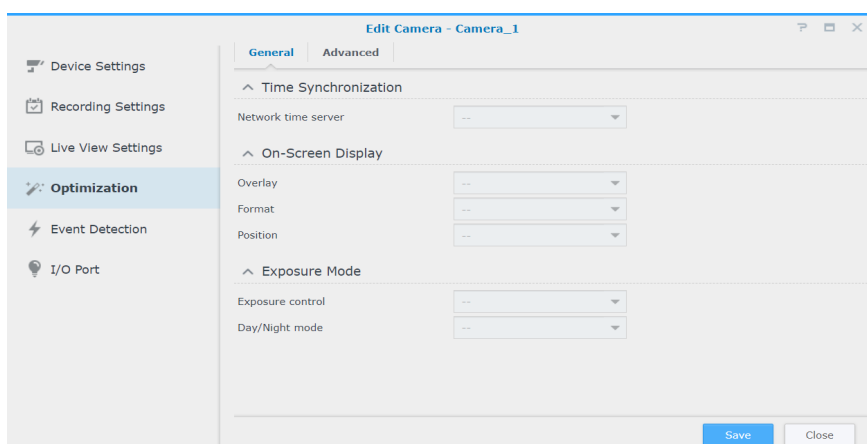 Edit Camera - Camera_1
General Advanced
Device Settings
Recording Settings
Live View Settings
Optimization
Event Detection
I/O Port
Time Synchronization
Network time server --
On-Screen Display
Overlay --
Format --
Position --
Exposure Mode
Exposure control --
Day/Night mode --
Save Close